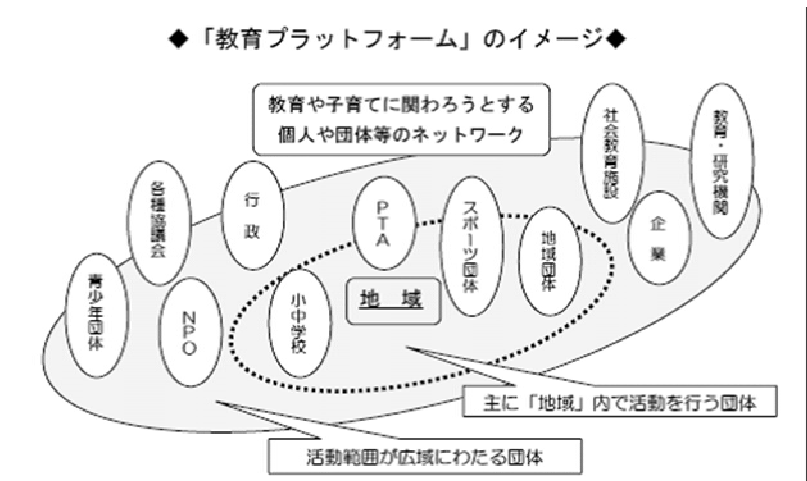 ◆「教育プラットフォーム」のイメージ◆
教育や子育てに関わろうとする
個人や団体等のネットワーク
社会教育施設
教育・研究機関
各種協議会
行政
PTA
スポーツ団体
地域団体
企業
青少年団体
NPO
小中学校
地 域
主に「地域」内で活動を行う団体
活動範囲が広域にわたる団体